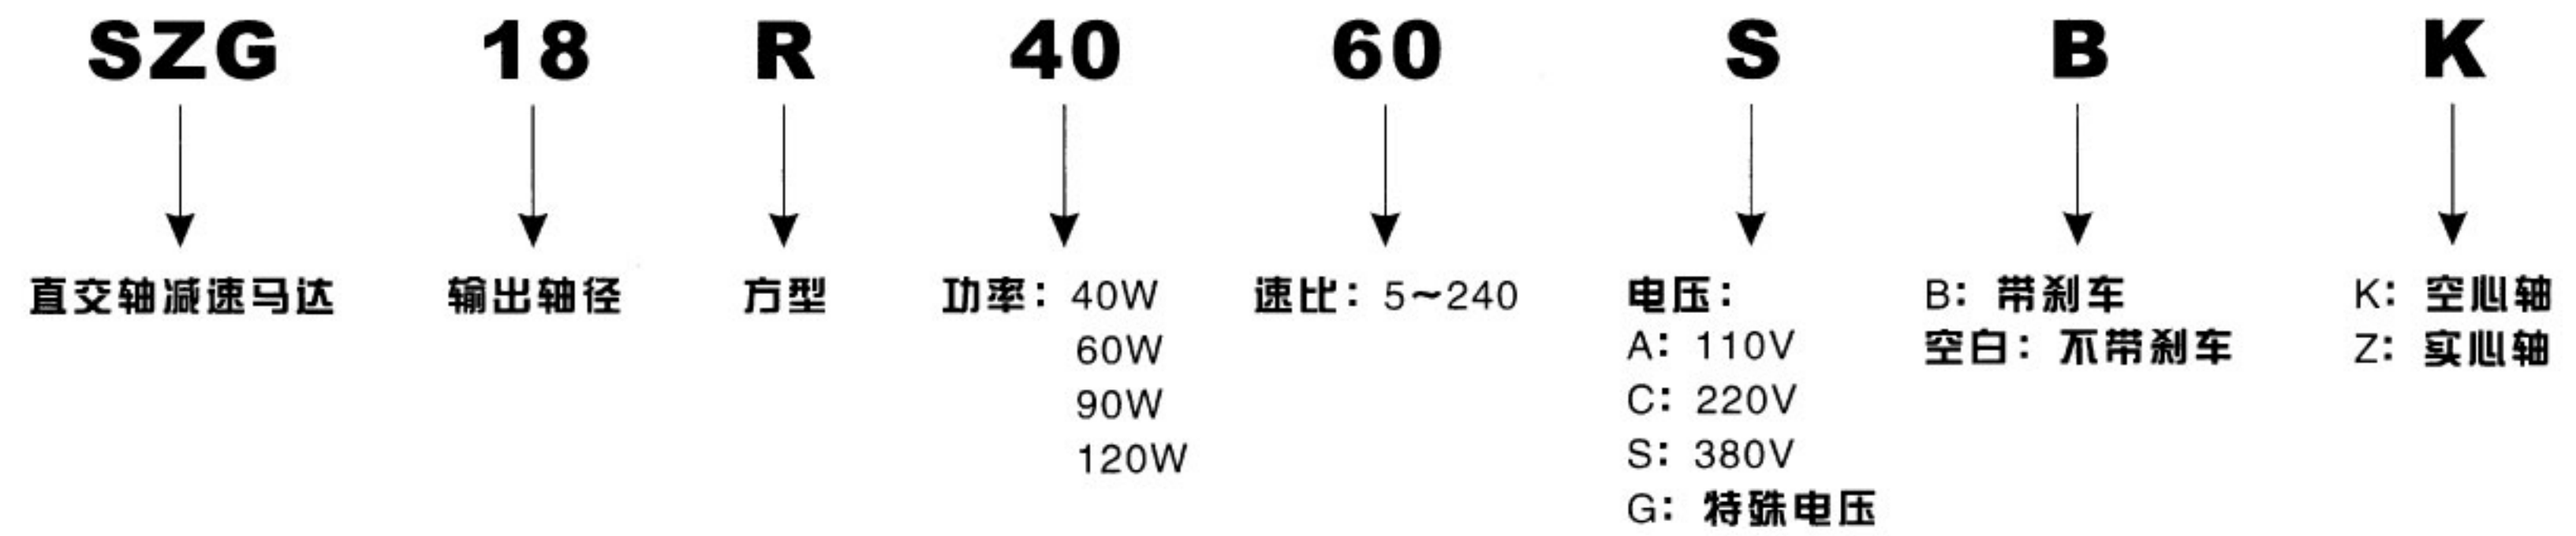 SZG 18 R 40 60 S B K
直交轴减速马达 输出轴径 方型 功率：40W 速比：5～240 电压： B：带刹车 K：空心轴
60W A：110V 空白：不带刹车 Z：实心轴
90W C：220V
120W S：380V
G：特殊电压